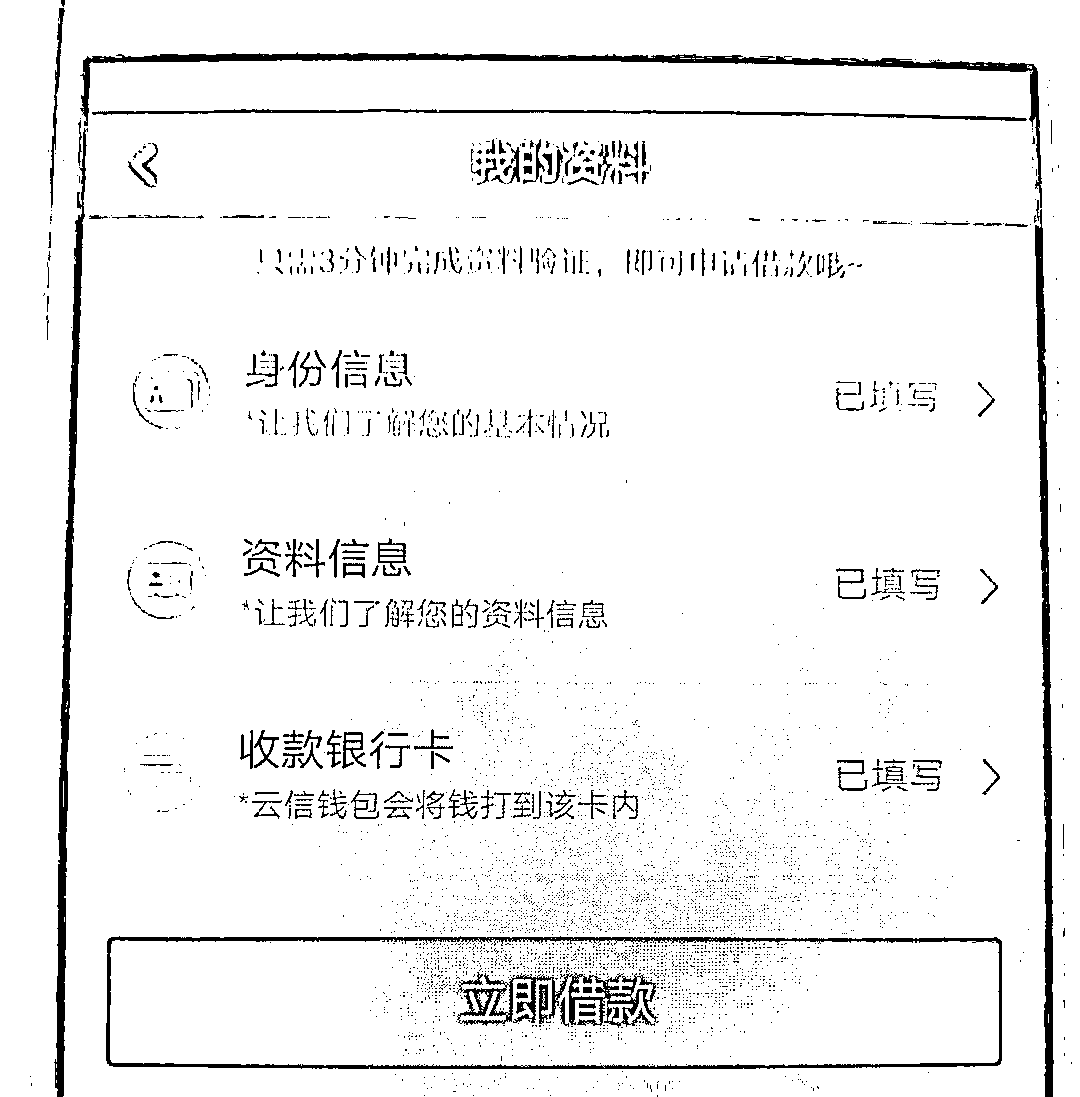 我的资料
只需3分钟完成资料验证，即可申请借款哦~
身份信息
已填写
*让我们了解您的基本情况
资料信息
已填写
*让我们了解您的资料信息
收款银行卡
已填写
*云信钱包会将钱打到该卡内
立即借款